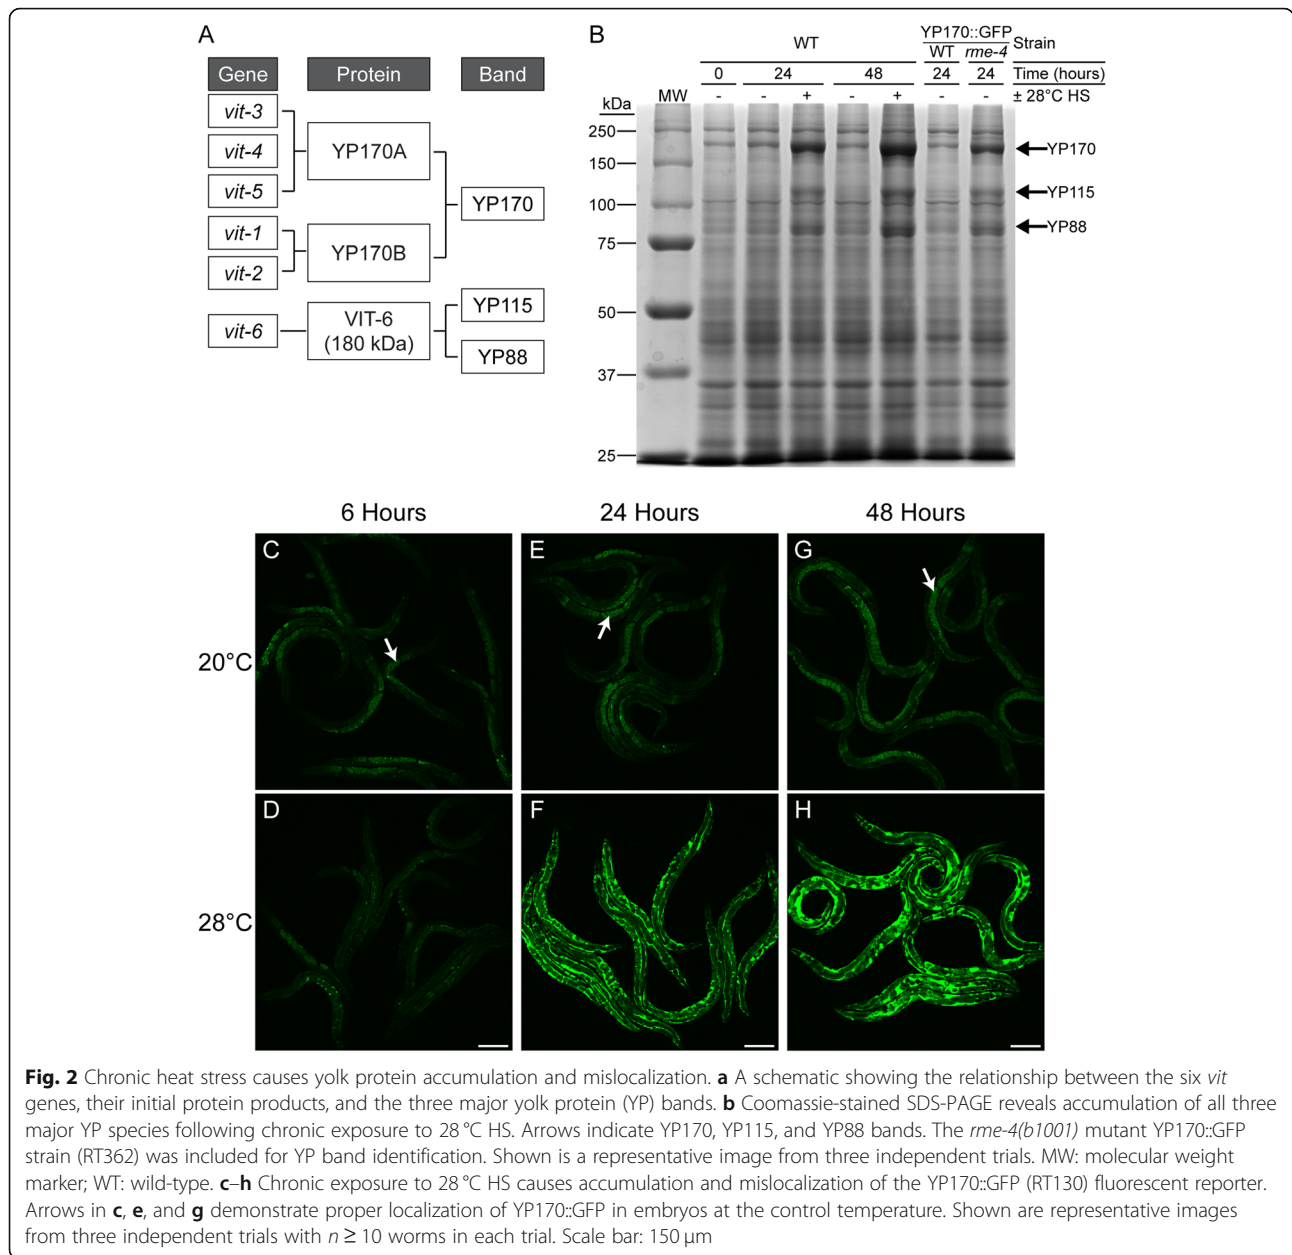 A
Gene Protein Band
vit-3
vit-4
vit-5
vit-1
vit-2
vit-6
YP170A
YP170B
VIT-6
(180 kDa)
YP170
YP115
YP88
B
YP170::GFP
WT WT rme-4 Strain
0 24 48 24 24 Time (hours)
MW - - + - + - - ± 28°C HS
kDa
250
150
100
75
50
37
25
YP170
YP115
YP88
6 Hours 24 Hours 48 Hours
20°C
C E G
28°C
D F H
Fig. 2 Chronic heat stress causes yolk protein accumulation and mislocalization. a A schematic showing the relationship between the six vit
genes, their initial protein products, and the three major yolk protein (YP) bands. b Coomassie-stained SDS-PAGE reveals accumulation of all three
major YP species following chronic exposure to 28 °C HS. Arrows indicate YP170, YP115, and YP88 bands. The rme-4(b1001) mutant YP170::GFP
strain (RT362) was included for YP band identification. Shown is a representative image from three independent trials. MW: molecular weight
marker; WT: wild-type. c–h Chronic exposure to 28 °C HS causes accumulation and mislocalization of the YP170::GFP (RT130) fluorescent reporter.
Arrows in c, e, and g demonstrate proper localization of YP170::GFP in embryos at the control temperature. Shown are representative images
from three independent trials with n ≥ 10 worms in each trial. Scale bar: 150 μm